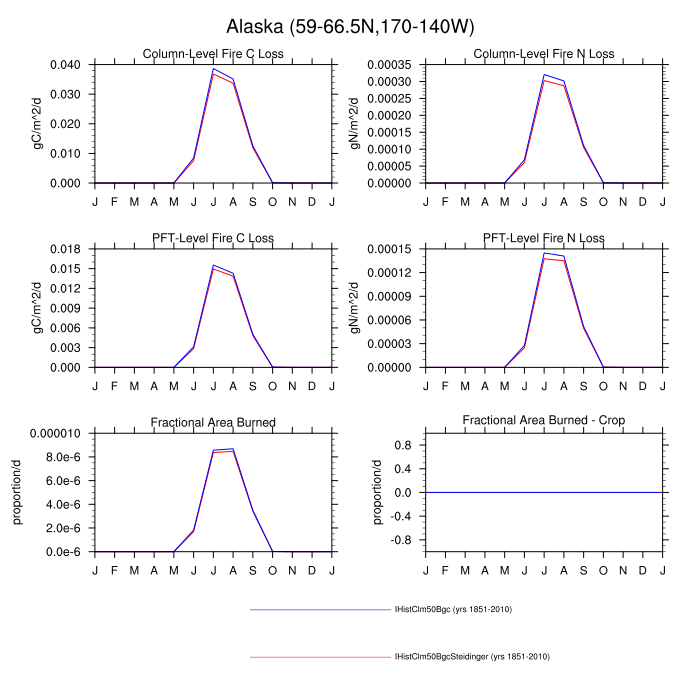 Alaska (59-66.5N,170-140W)
Column-Level Fire C Loss
gC/m^2/d
0.040
0.030
0.020
0.010
0.000
J F M A M J J A S O N D J
Column-Level Fire N Loss
gN/m^2/d
0.00035
0.00030
0.00025
0.00020
0.00015
0.00010
0.00005
0.00000
J F M A M J J A S O N D J
PFT-Level Fire C Loss
gC/m^2/d
0.018
0.015
0.012
0.009
0.006
0.003
0.000
J F M A M J J A S O N D J
PFT-Level Fire N Loss
gN/m^2/d
0.00015
0.00012
0.00009
0.00006
0.00003
0.00000
J F M A M J J A S O N D J
Fractional Area Burned
proportion/d
0.000010
8.0e-6
6.0e-6
4.0e-6
2.0e-6
0.0e-6
J F M A M J J A S O N D J
Fractional Area Burned - Crop
proportion/d
0.8
0.4
0.0
-0.4
-0.8
J F M A M J J A S O N D J
IHistClm50Bgc (yrs 1851-2010)
IHistClm50BgcSteidinger (yrs 1851-2010)